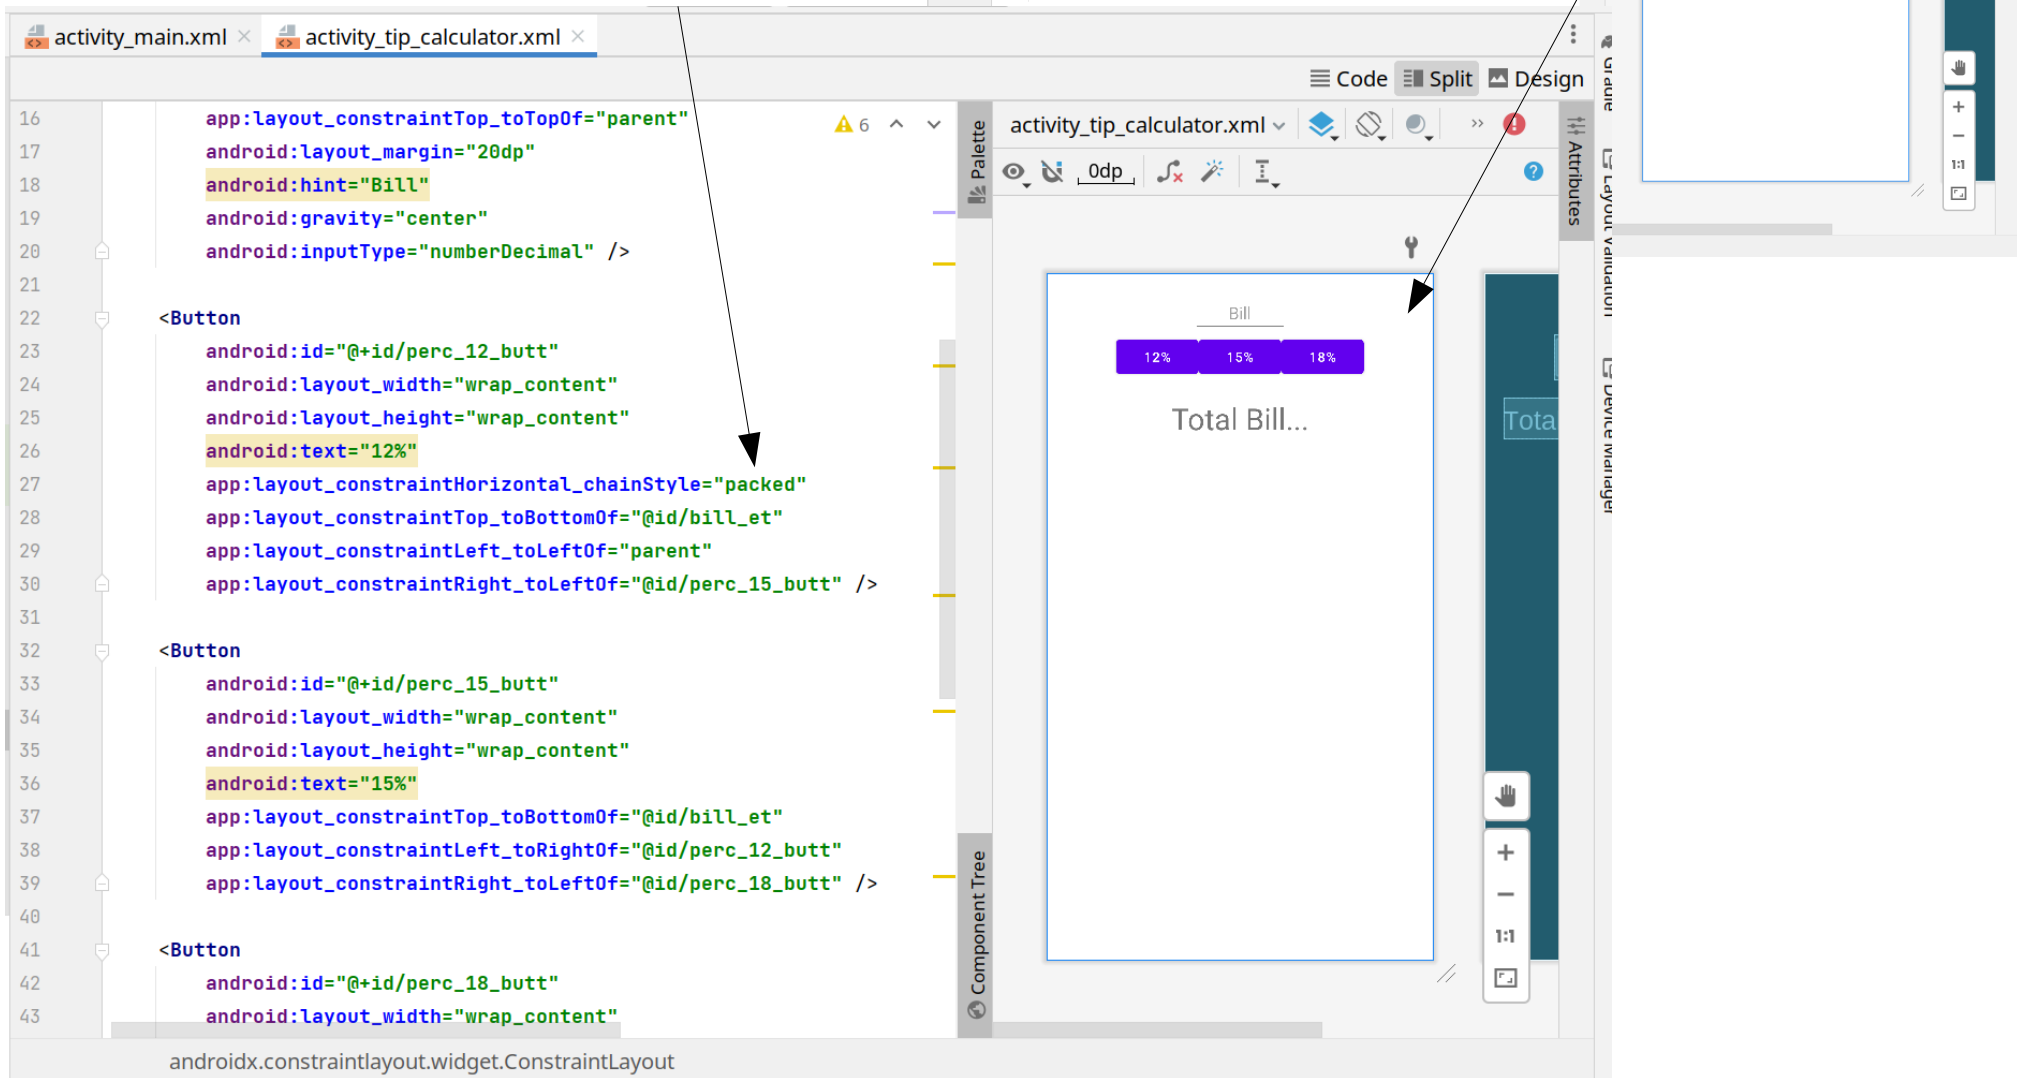 activity_main.xml
activity_tip_calculator.xml
Code
Split
Design
16 app:layout_constraintTop_toTopOf="parent"
17 android:layout_margin="20dp"
18 android:hint="Bill"
19 android:gravity="center"
20 android:inputType="numberDecimal" />
21
22 <Button
23 android:id="@+id/perc_12_butt"
24 android:layout_width="wrap_content"
25 android:layout_height="wrap_content"
26 android:text="12%"
27 app:layout_constraintHorizontal_chainStyle="packed"
28 app:layout_constraintTop_toBottomOf="@id/bill_et"
29 app:layout_constraintLeft_toLeftOf="parent"
30 app:layout_constraintRight_toLeftOf="@id/perc_15_butt" />
31
32 <Button
33 android:id="@+id/perc_15_butt"
34 android:layout_width="wrap_content"
35 android:layout_height="wrap_content"
36 android:text="15%"
37 app:layout_constraintTop_toBottomOf="@id/bill_et"
38 app:layout_constraintLeft_toRightOf="@id/perc_12_butt"
39 app:layout_constraintRight_toLeftOf="@id/perc_18_butt" />
40
41 <Button
42 android:id="@+id/perc_18_butt"
43 android:layout_width="wrap_content"
6
androidx.constraintlayout.widget.ConstraintLayout
Palette
Component Tree
activity_tip_calculator.xml
0dp
Bill
12% 15% 18%
Total Bill...
Tota
1:1
Attributes
Gradle
Layout Validation
Device Manager
1:1